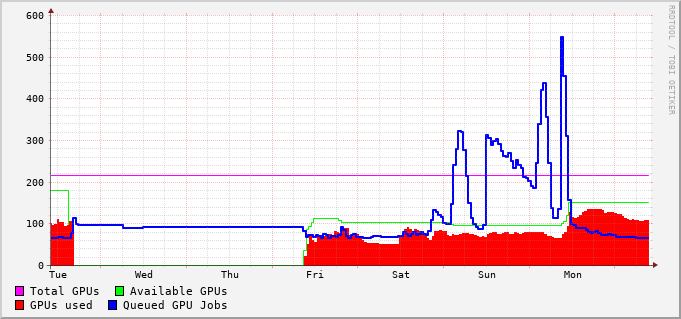 600
500
400
300
200
100
0
Tue Wed Thu Fri Sat Sun Mon
Total GPUs Available GPUs
GPUs used Queued GPU Jobs
RRDTOOL / TOBI OETIKER